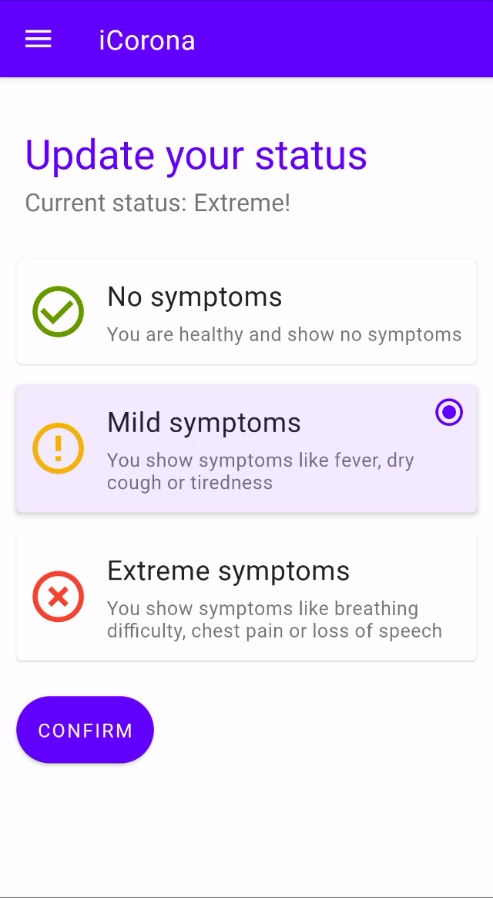 iCorona
Update your status
Current status: Extreme!
No symptoms
You are healthy and show no symptoms
Mild symptoms
You show symptoms like fever, dry
cough or tiredness
Extreme symptoms
You show symptoms like breathing
difficulty, chest pain or loss of speech
CONFIRM